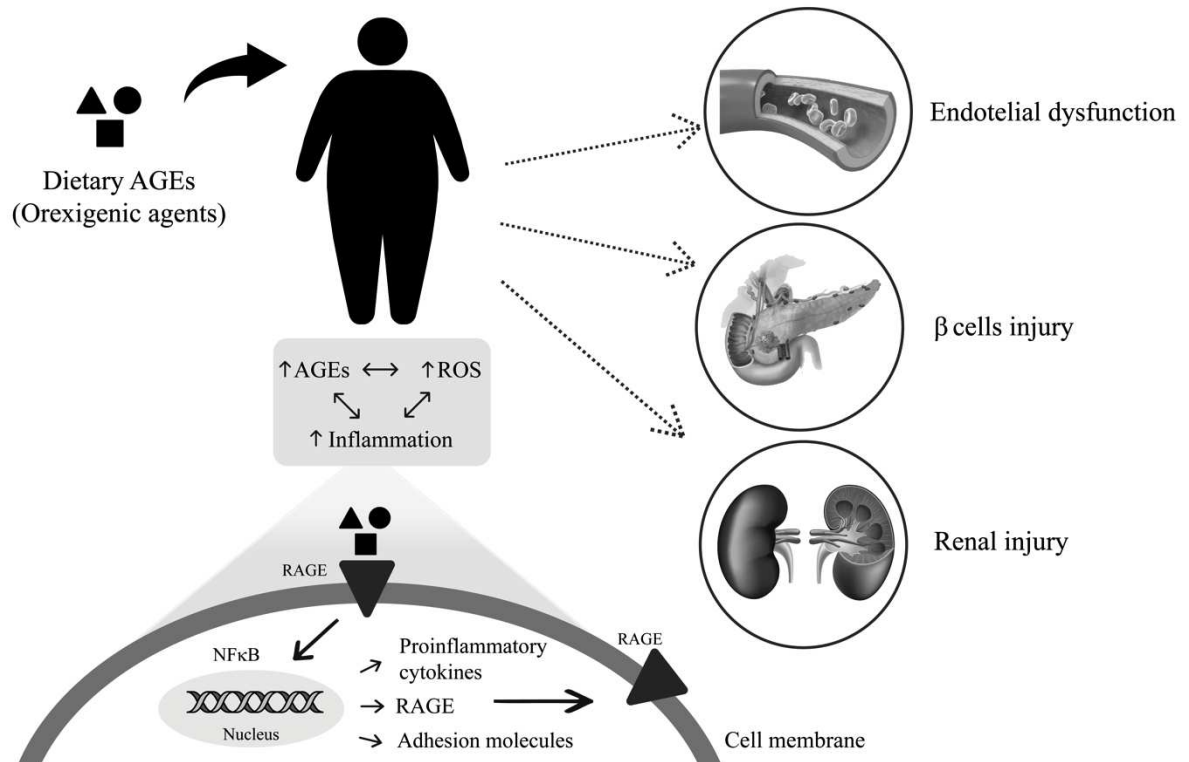 Dietary AGEs
(Orexigenic agents)
Endotelial dysfunction
β cells injury
Renal injury
↑AGEs ↔ ↑ROS
↑ Inflammation
RAGE
NFκB
Nucleus
Proinflammatory
cytokines
RAGE
Adhesion molecules
RAGE
Cell membrane